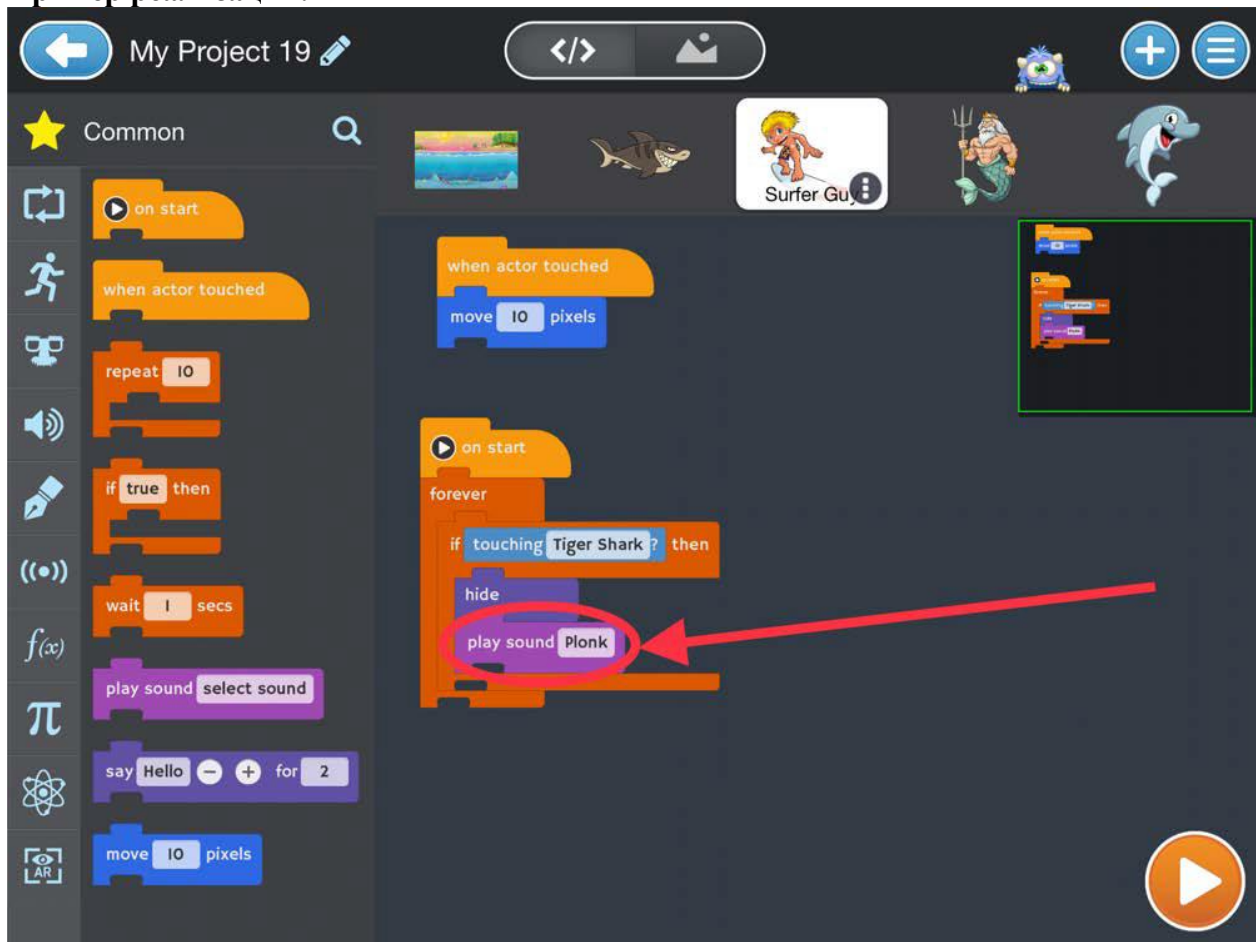 My Project 19
</>
Common
Surfer Guy
on start
when actor touched
repeat 10
if true then
wait 1 secs
play sound select sound
say Hello − + for 2
move 10 pixels
((•))
f(x)
π
AR
when actor touched
move 10 pixels
on start
forever
if touching Tiger Shark ? then
hide
play sound Plonk